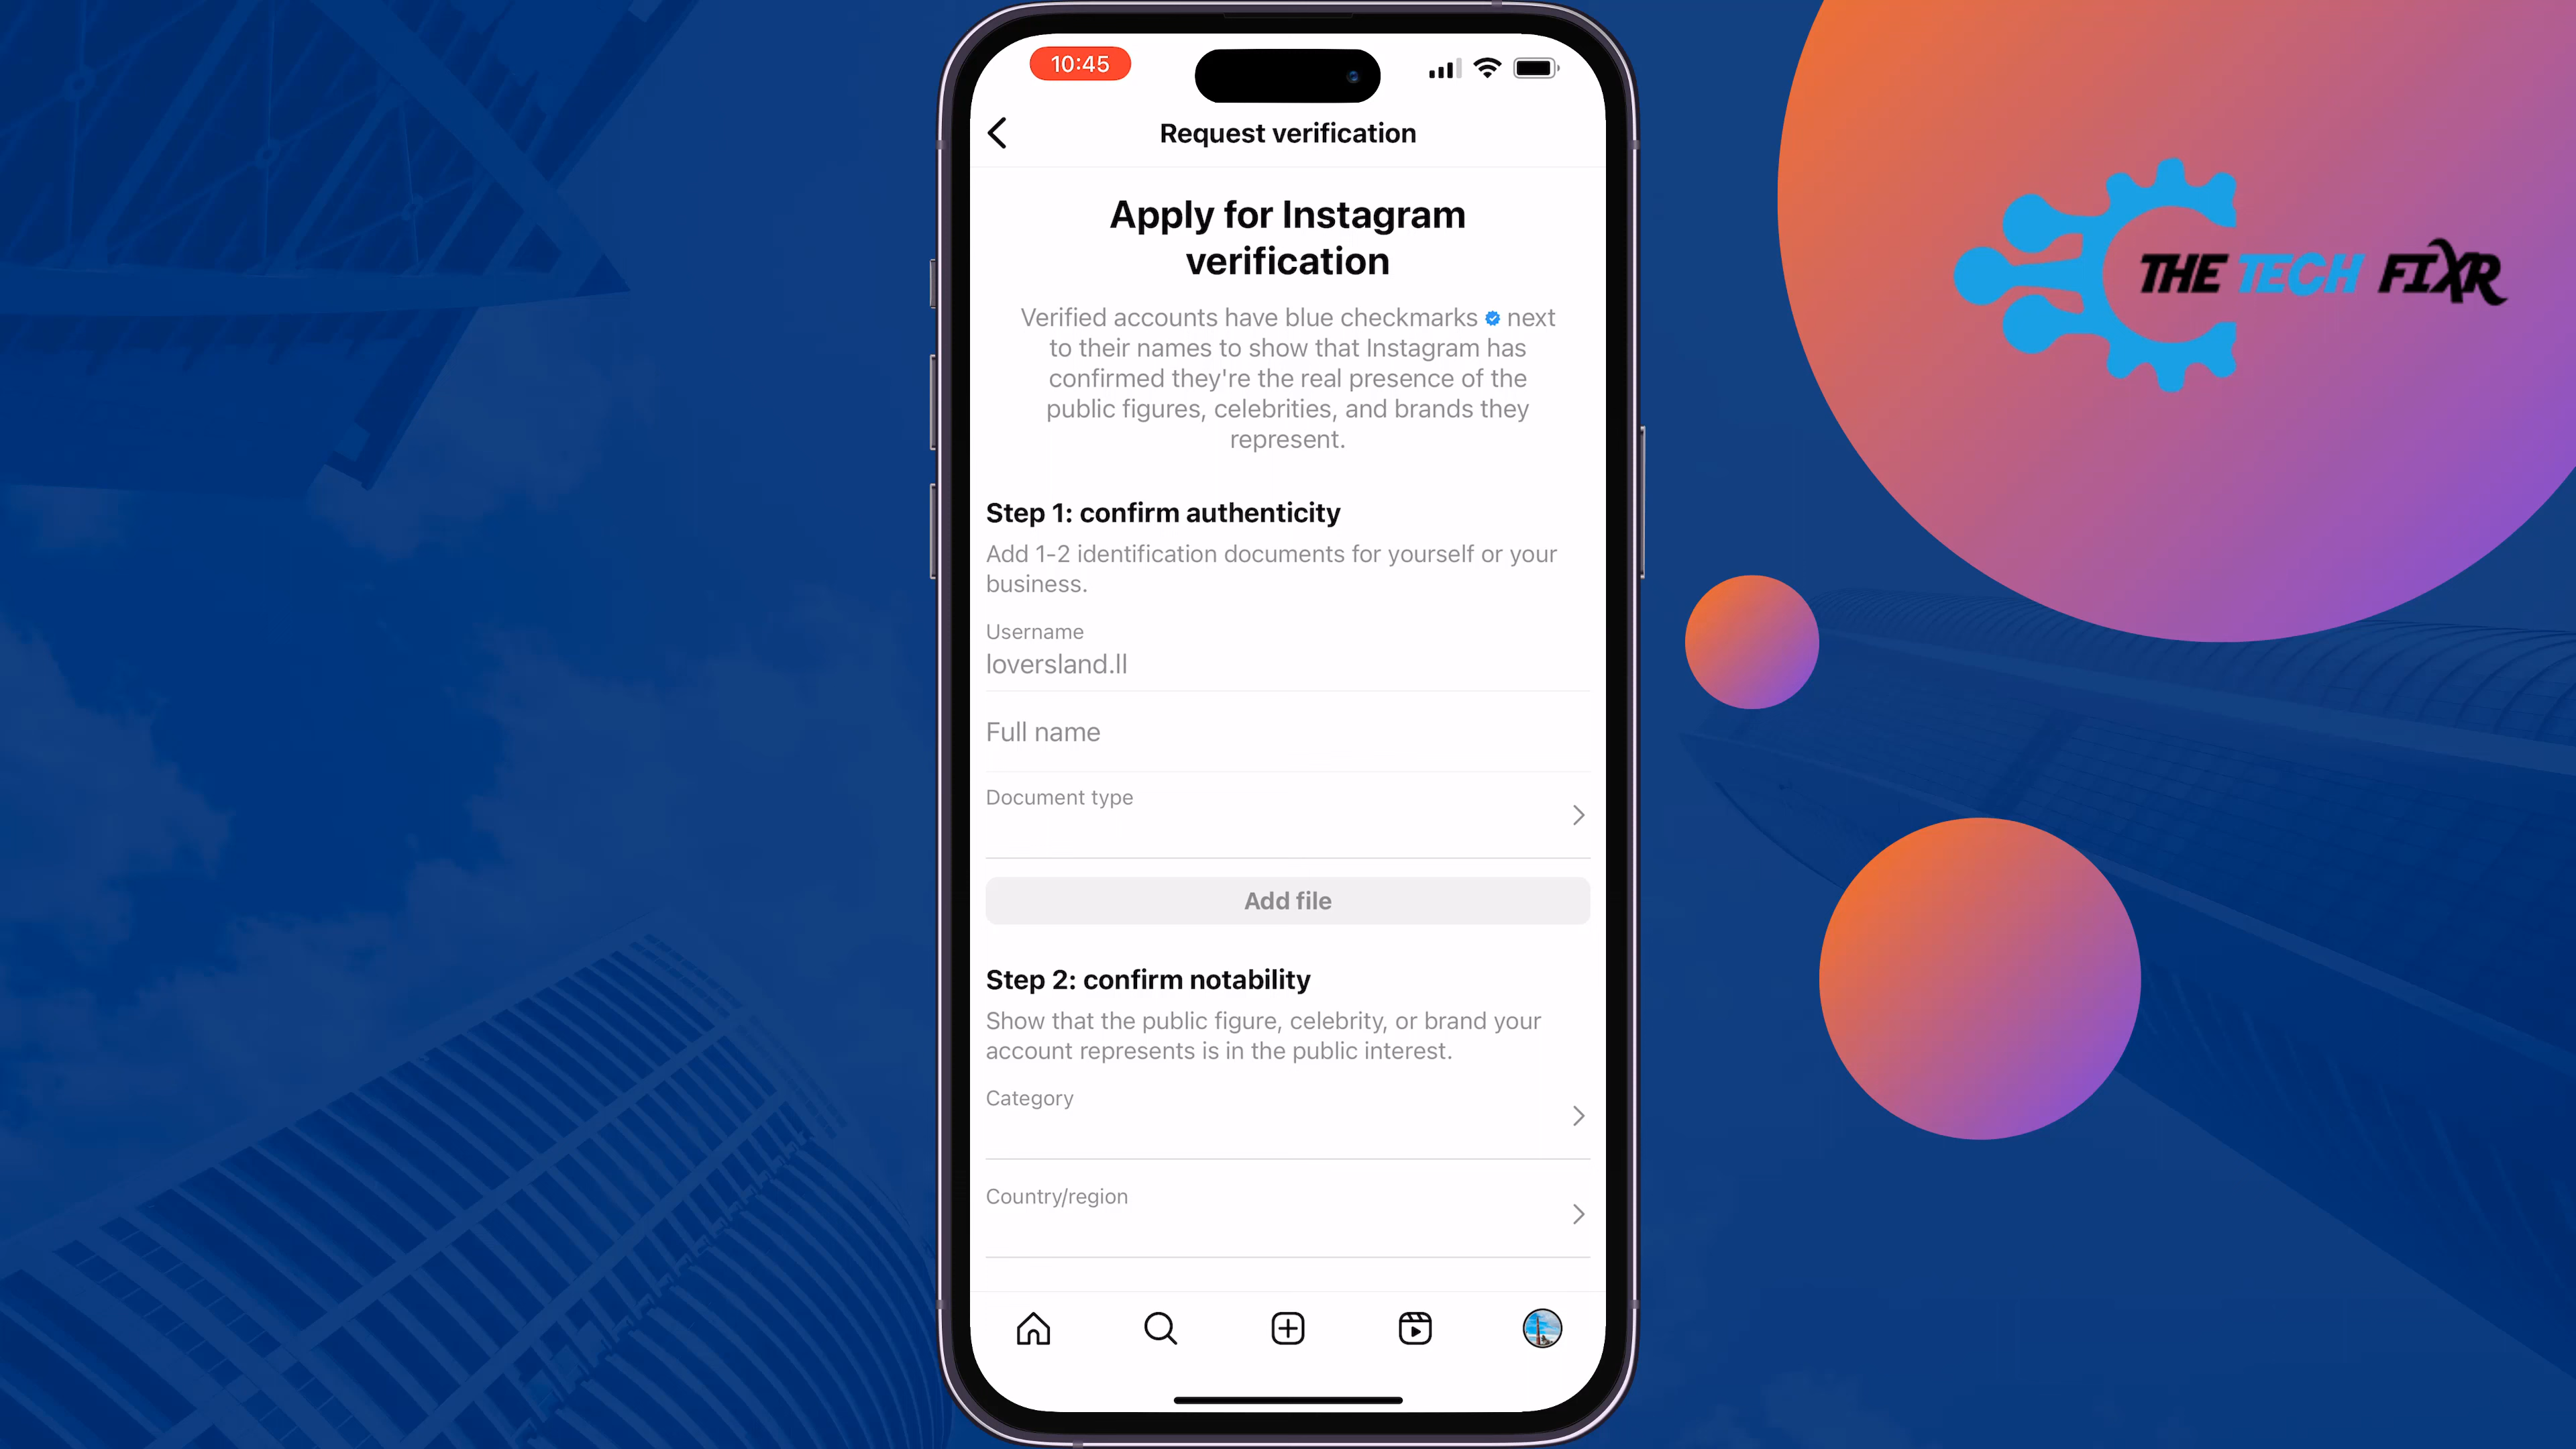 10:45
Request verification
Apply for Instagram
verification
Verified accounts have blue checkmarks next
to their names to show that Instagram has
confirmed they're the real presence of the
public figures, celebrities, and brands they
represent.
Step 1: confirm authenticity
Add 1-2 identification documents for yourself or your
business.
Username
loversland.ll
Full name
Document type
Add file
Step 2: confirm notability
Show that the public figure, celebrity, or brand your
account represents is in the public interest.
Category
Country/region
THE TECH FIXR